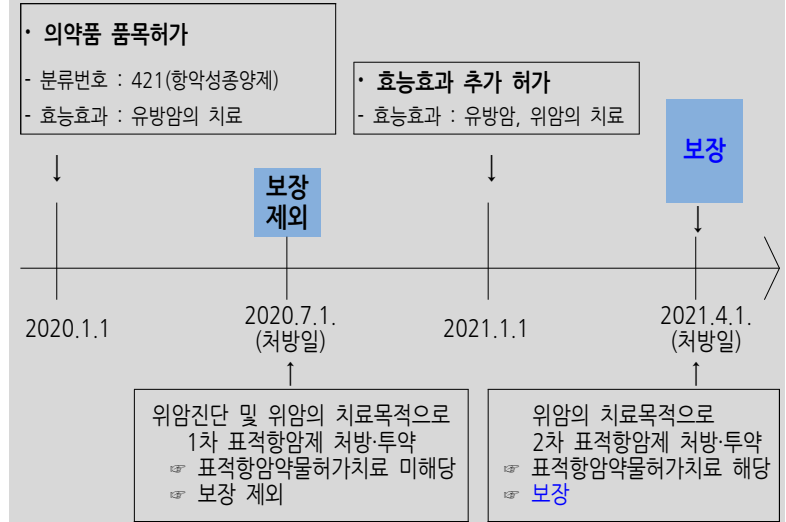 · 의약품 품목허가
- 분류번호 : 421(항악성종양제)
- 효능효과 : 유방암의 치료
· 효능효과 추가 허가
- 효능효과 : 유방암, 위암의 치료
보장
↓
↓
보장
제외
↓
↓
2020.1.1
2020.7.1.
(처방일)
2021.1.1
2021.4.1.
(처방일)
↑
↑
위암진단 및 위암의 치료목적으로
1차 표적항암제 처방·투약
☞ 표적항암약물허가치료 미해당
☞ 보장 제외
위암의 치료목적으로
2차 표적항암제 처방·투약
☞ 표적항암약물허가치료 해당
☞ 보장